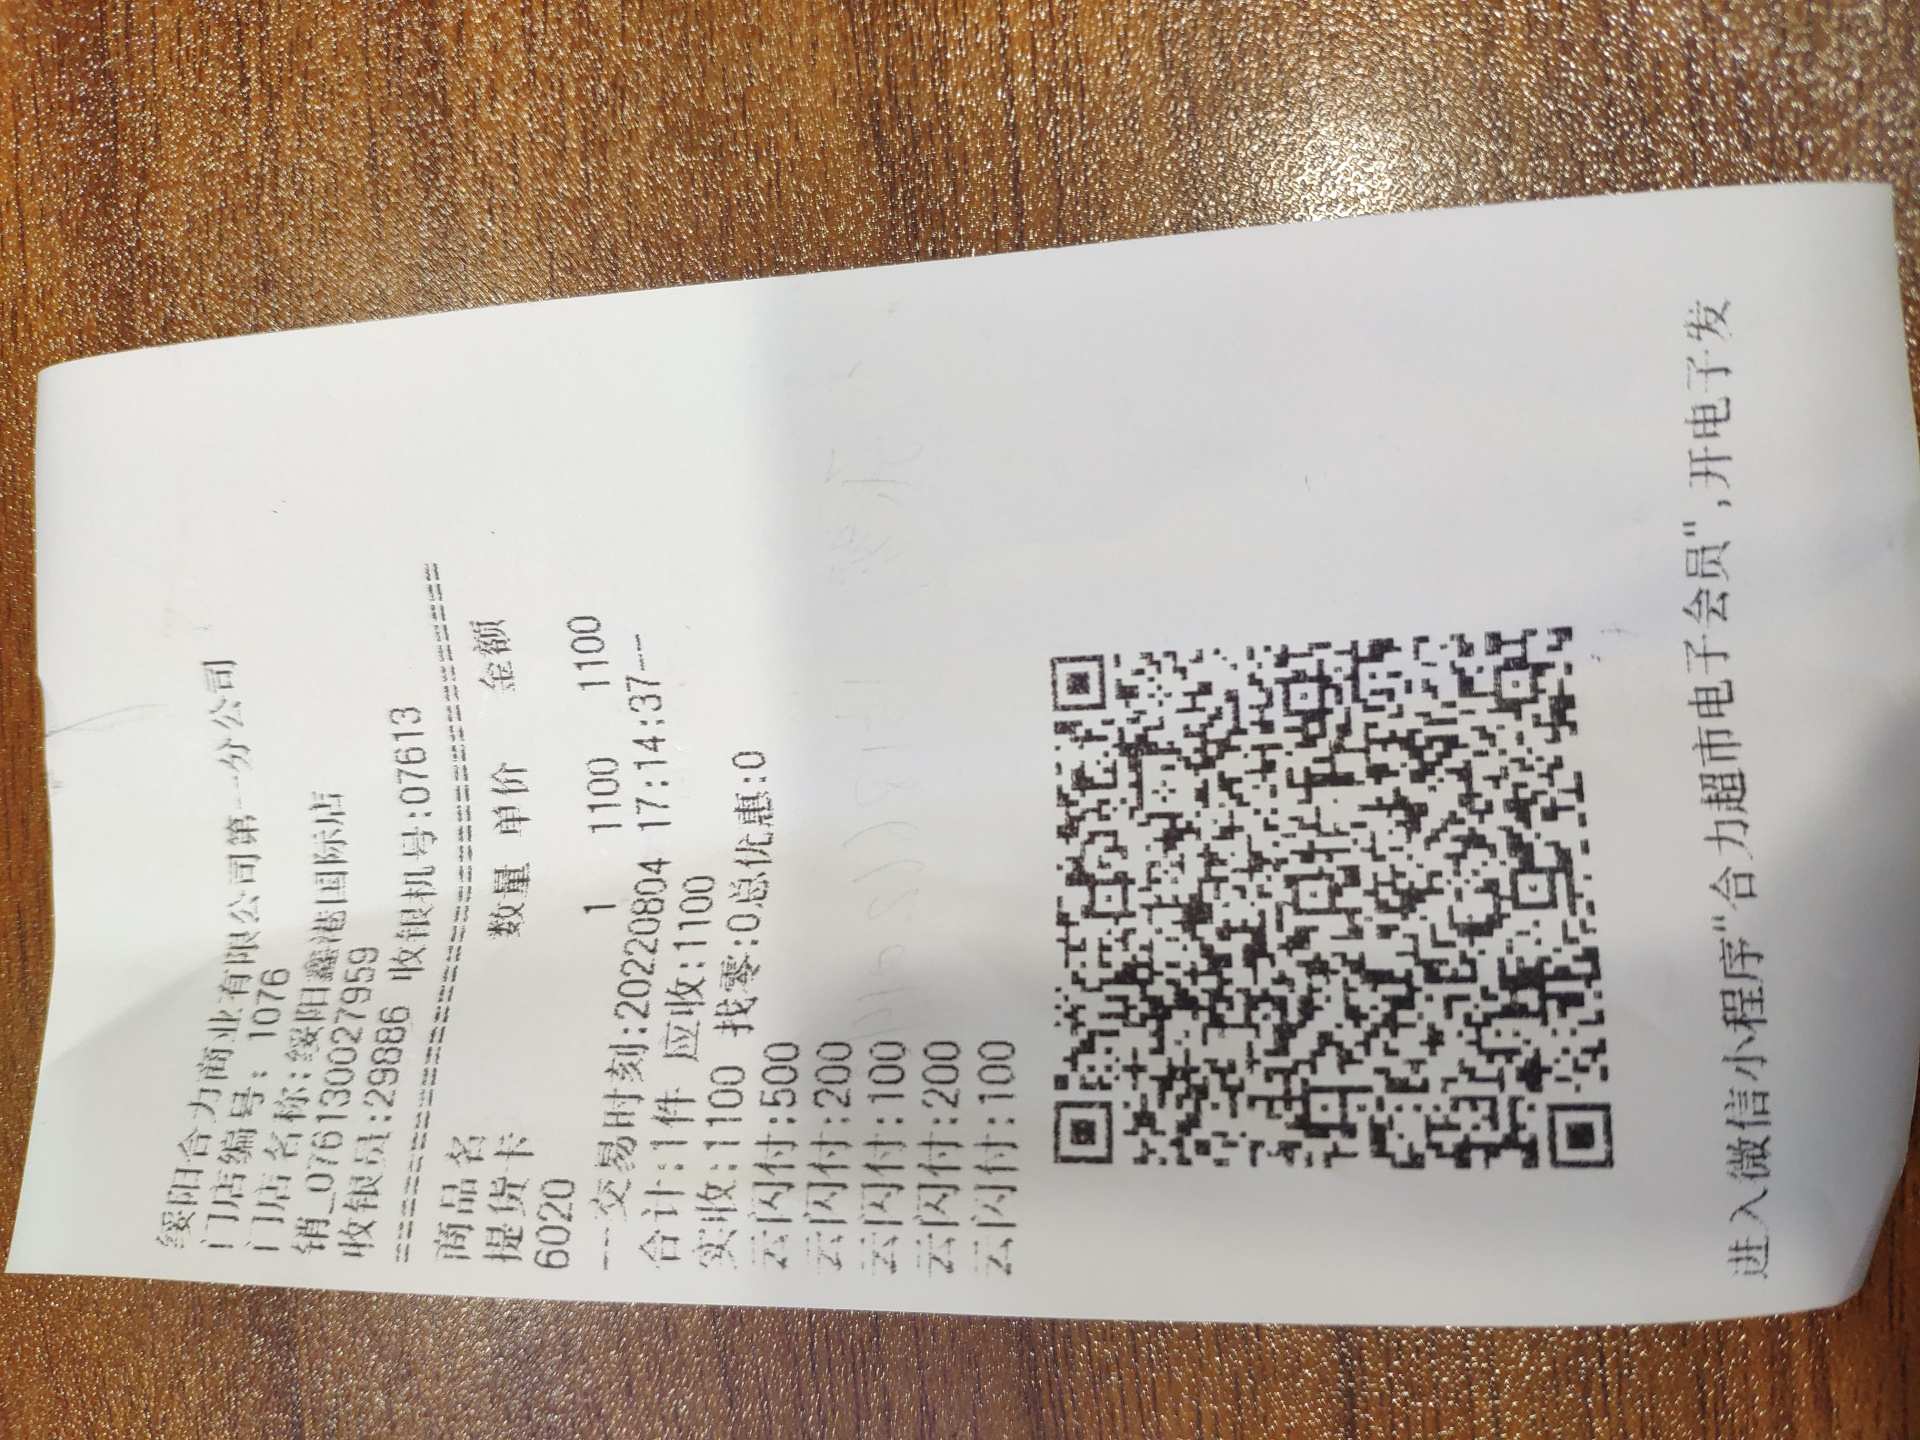 绥阳合力商业有限公司第一分公司
门店编号: 1076
门店名称:绥阳鑫港国际店
销_0761300027959
收银员:29886 收银机号:07613
================================
商品名 数量 单价 金额
提货卡
6020 1 1100 1100
---交易时刻:20220804 17:14:37--
合计:1件 应收:1100
实收:1100 找零:0总优惠:0
云闪付:500
云闪付:200
云闪付:100
云闪付:200
云闪付:100
进入微信小程序"合力超市电子会员",开电子发